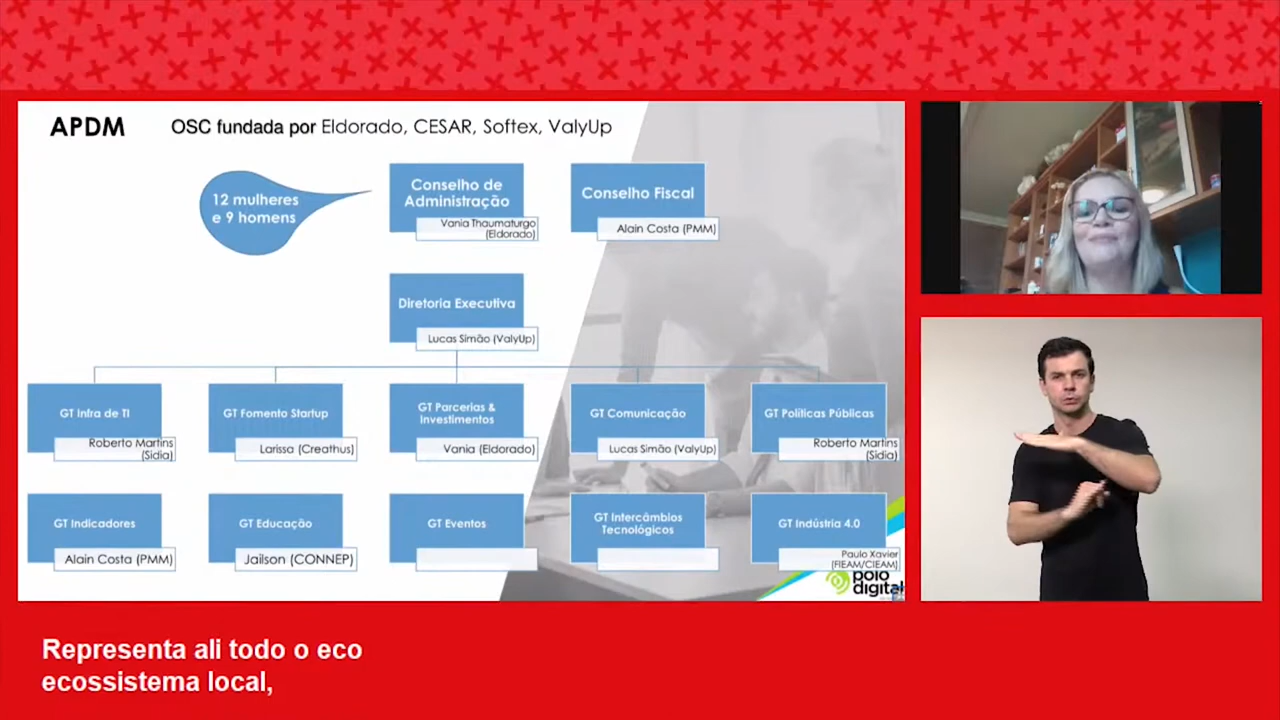 APDM
OSC fundada por Eldorado, CESAR, Softex, ValyUp
12 mulheres
e 9 homens
Conselho de
Administração
Vania Thaumaturgo
(Eldorado)
Conselho Fiscal
Alain Costa (PMM)
Diretoria Executiva
Lucas Simão (ValyUp)
GT Infra de TI
Roberto Martins
(Sidia)
GT Fomento Startup
Larissa (Creathus)
GT Parcerias &
Investimentos
Vania (Eldorado)
GT Comunicação
Lucas Simão (ValyUp)
GT Políticas Públicas
Roberto Martins
(Sidia)
GT Indicadores
Alain Costa (PMM)
GT Educação
Jailson (CONNEP)
GT Eventos
GT Intercâmbios
Tecnológicos
GT Indústria 4.0
Paulo Xavier
(FIEAM/CIEAM)
polo
digital
Representa ali todo o eco
ecossistema local,